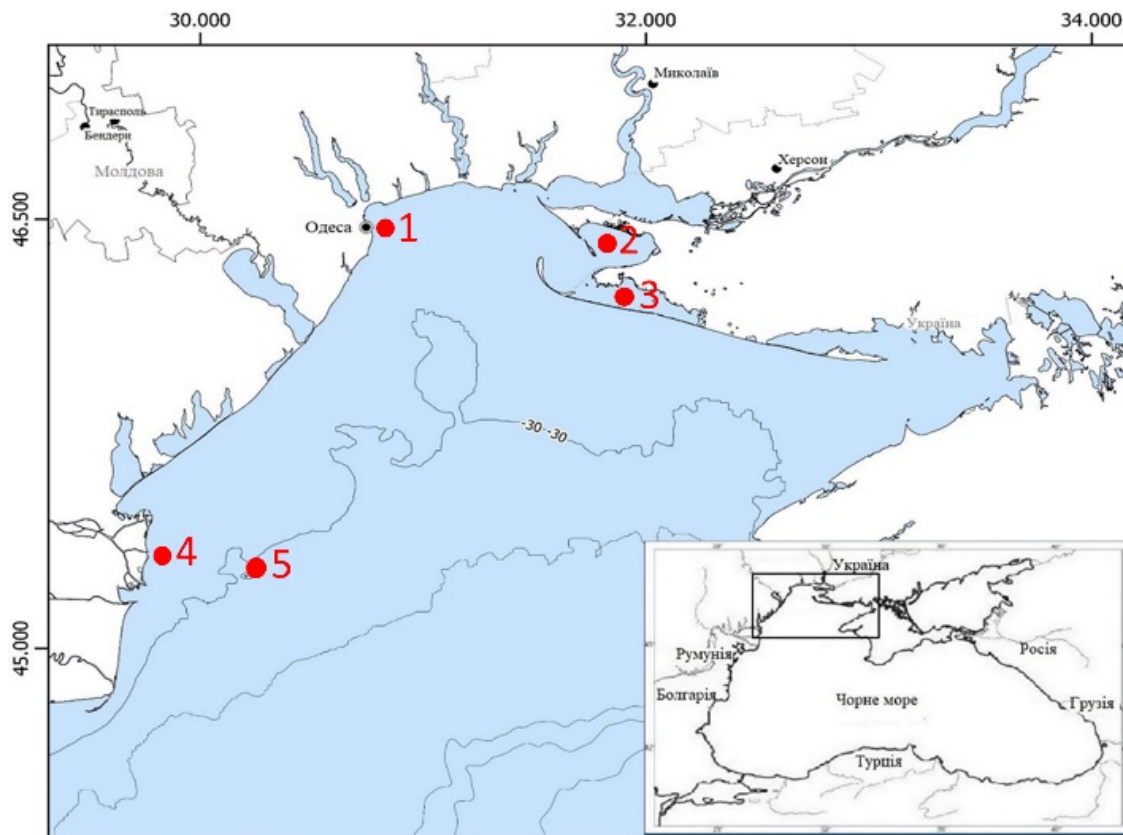 30.000
32.000
34.000
Миколаїв
Тирасполь
Бендери
Молдова
Херсон
46.500
Одеса
1
2
3
Україна
-30
-30
4
5
45.000
Україна
Румунія
Росія
Болгарія
Чорне море
Грузія
Турція